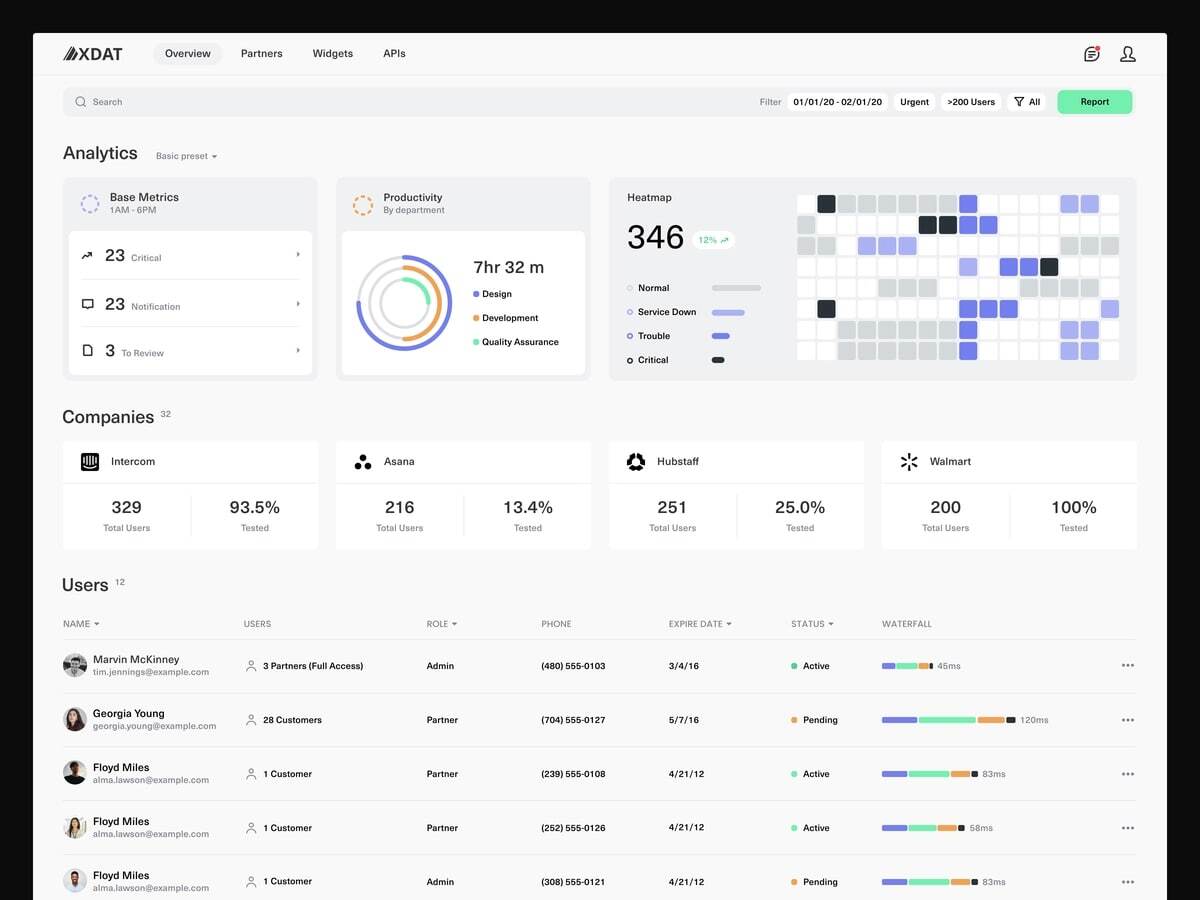 XDAT Overview Partners Widgets APIs
Search Filter 01/01/20 - 02/01/20 Urgent >200 Users All Report
Analytics Basic preset
Base Metrics
1AM - 6PM
23 Critical
23 Notification
3 To Review
Productivity
By department
7hr 32 m
Design
Development
Quality Assurance
Heatmap
346 12%
Normal
Service Down
Trouble
Critical
Companies 32
Intercom
329 93.5%
Total Users Tested
Asana
216 13.4%
Total Users Tested
Hubstaff
251 25.0%
Total Users Tested
Walmart
200 100%
Total Users Tested
Users 12
NAME USERS ROLE PHONE EXPIRE DATE STATUS WATERFALL
Marvin McKinney
tim.jennings@example.com
3 Partners (Full Access) Admin (480) 555-0103 3/4/16 Active 45ms
Georgia Young
georgia.young@example.com
28 Customers Partner (704) 555-0127 5/7/16 Pending 120ms
Floyd Miles
alma.lawson@example.com
1 Customer Partner (239) 555-0108 4/21/12 Active 83ms
Floyd Miles
alma.lawson@example.com
1 Customer Partner (252) 555-0126 4/21/12 Active 58ms
Floyd Miles
alma.lawson@example.com
1 Customer Admin (308) 555-0121 4/21/12 Pending 83ms